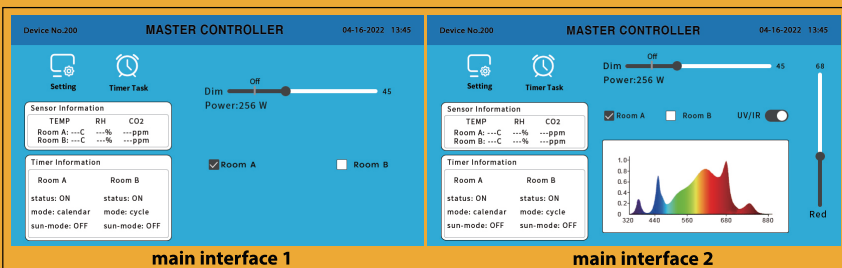 Device No.200 MASTER CONTROLLER 04-16-2022 13:45
Setting Timer Task
Off
Dim 45
Power:256 W
Sensor Information
TEMP RH CO2
Room A: ---C ---% ---ppm
Room B: ---C ---% ---ppm
Timer Information
Room A Room B
status: ON status: ON
mode: calendar mode: cycle
sun-mode: OFF sun-mode: OFF
Room A Room B
main interface 1
Device No.200 MASTER CONTROLLER 04-16-2022 13:45
Setting Timer Task
Off
Dim 45 68
Power:256 W
Sensor Information
TEMP RH CO2
Room A: ---C ---% ---ppm
Room B: ---C ---% ---ppm
Room A Room B UV/IR
Timer Information
Room A Room B
status: ON status: ON
mode: calendar mode: cycle
sun-mode: OFF sun-mode: OFF
1.0
0.8
0.6
0.4
0.2
0
320 440 560 680 880
Red
main interface 2